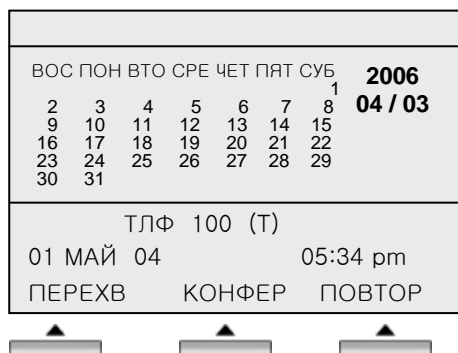 ВОС ПОН ВТО СРЕ ЧЕТ ПЯТ СУБ
1
2 3 4 5 6 7 8
9 10 11 12 13 14 15
16 17 18 19 20 21 22
23 24 25 26 27 28 29
30 31
2006
04 / 03
ТЛФ 100 (T)
01 МАЙ 04 05:34 pm
ПЕРЕХВ КОНФЕР ПОВТОР